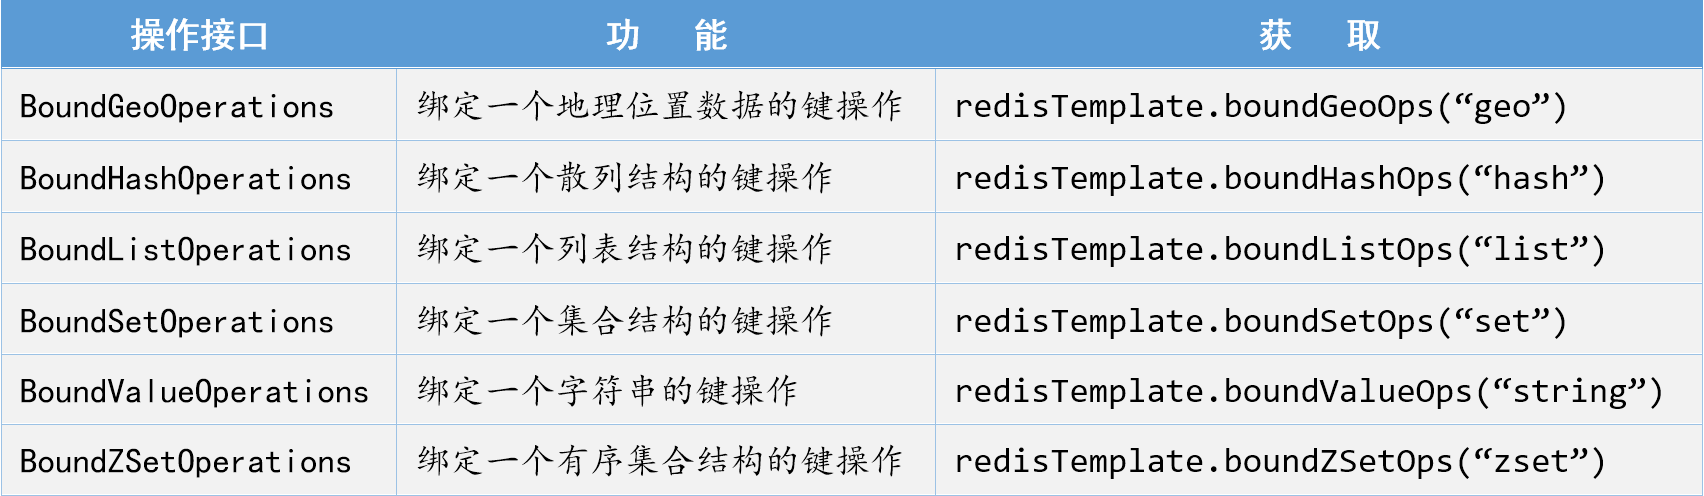 操作接口 功 能 获 取
BoundGeoOperations 绑定一个地理位置数据的键操作 redisTemplate.boundGeoOps(“geo”)
BoundHashOperations 绑定一个散列结构的键操作 redisTemplate.boundHashOps(“hash”)
BoundListOperations 绑定一个列表结构的键操作 redisTemplate.boundListOps(“list”)
BoundSetOperations 绑定一个集合结构的键操作 redisTemplate.boundSetOps(“set”)
BoundValueOperations 绑定一个字符串的键操作 redisTemplate.boundValueOps(“string”)
BoundZSetOperations 绑定一个有序集合结构的键操作 redisTemplate.boundZSetOps(“zset”)